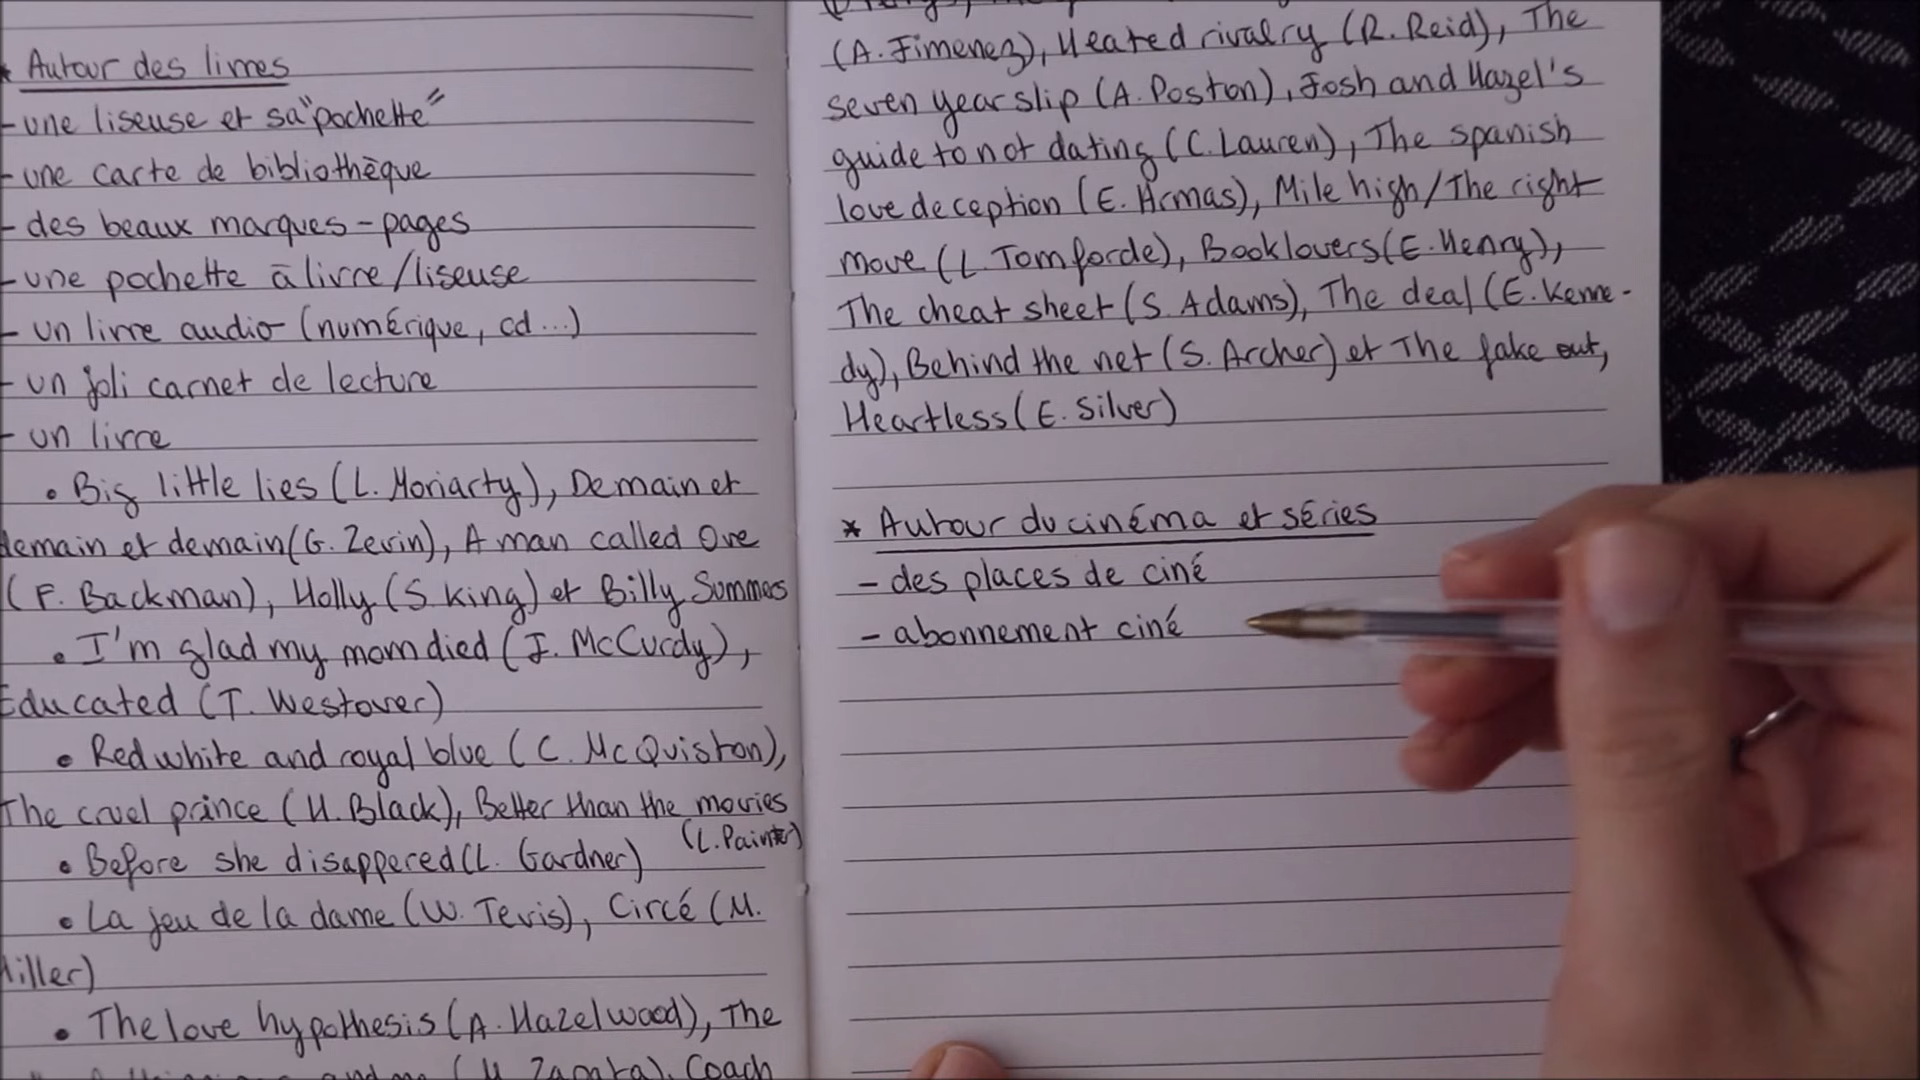 * Autour des livres
- une liseuse et sa "pochette"
- une carte de bibliothèque
- des beaux marques-pages
- une pochette à livre/liseuse
- un livre audio (numérique, cd...)
- un joli carnet de lecture
- un livre
• Big little lies (L. Moriarty), Demain et
demain et demain (G. Zevin), A man called Ove
(F. Backman), Holly (S. King) et Billy Summers
• I'm glad my mom died (J. McCurdy),
Educated (T. Westover)
• Red white and royal blue (C. McQuiston),
The cruel prince (H. Black), Better than the movies
(L. Painter)
• Before she disappered (L. Gardner)
• La jeu de la dame (W. Tevis), Circé (M.
Miller)
• The love hypothesis (A. Hazelwood), The
and me (H. Zapata), Coach
(A. Jimenez), Heated rivalry (R. Reid), The
seven year slip (A. Poston), Josh and Hazel's
guide to not dating (C. Lauren), The spanish
love deception (E. Armas), Mile high/The right
move (L. Tomforde), Book lovers (E. Henry),
The cheat sheet (S. Adams), The deal (E. Kenne-
dy), Behind the net (S. Archer) et The fake out,
Heartless (E. Silver)
* Autour du cinéma et séries
- des places de ciné
- abonnement ciné